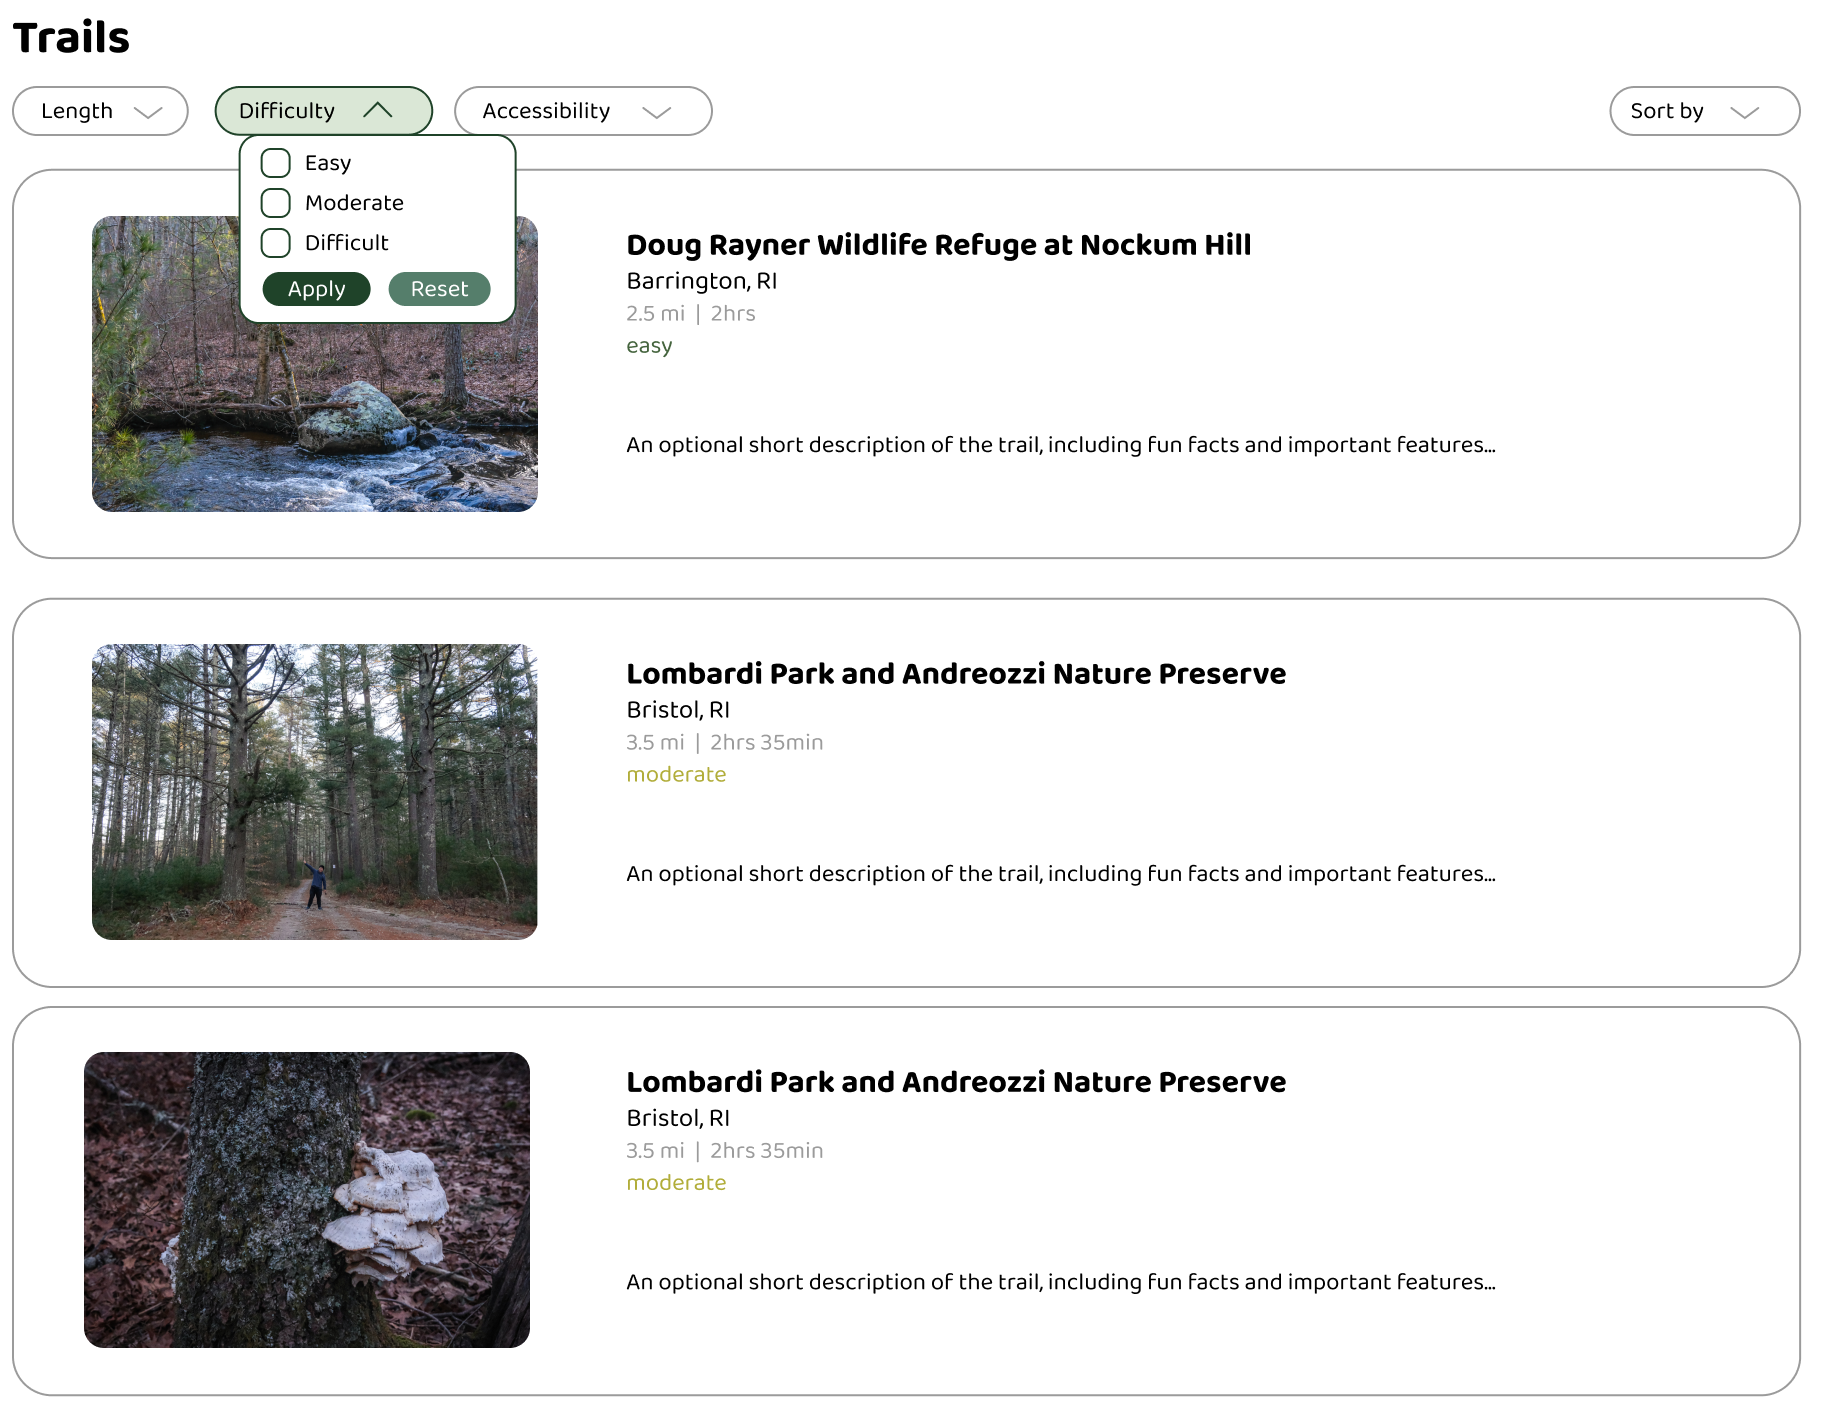 Trails
Length
Difficulty
Accessibility
Sort by
Easy
Moderate
Difficult
Apply
Reset
Doug Rayner Wildlife Refuge at Nockum Hill
Barrington, RI
2.5 mi | 2hrs
easy
An optional short description of the trail, including fun facts and important features...
Lombardi Park and Andreozzi Nature Preserve
Bristol, RI
3.5 mi | 2hrs 35min
moderate
An optional short description of the trail, including fun facts and important features...
Lombardi Park and Andreozzi Nature Preserve
Bristol, RI
3.5 mi | 2hrs 35min
moderate
An optional short description of the trail, including fun facts and important features...